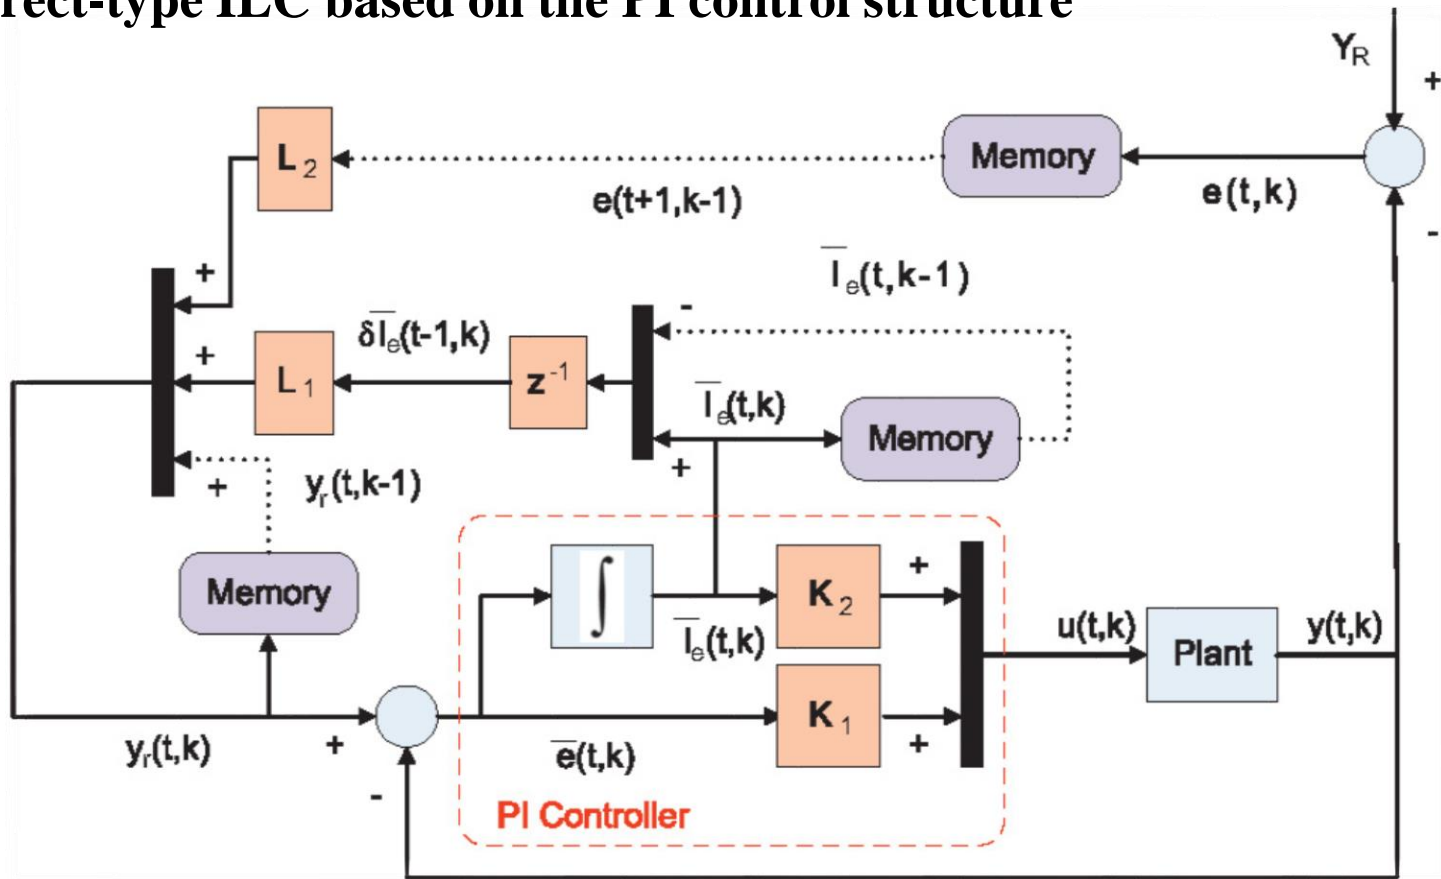 rect-type ILC based on the PI control structure
Y_R
+
L_2
Memory
e(t+1,k-1)
e(t,k)
-
+
I̅_e(t,k-1)
-
δI̅_e(t-1,k)
+
L_1
z^-1
I̅_e(t,k)
Memory
+
+
y_r(t,k-1)
Memory
∫
K_2
+
I̅_e(t,k)
u(t,k)
Plant
y(t,k)
K_1
+
y_r(t,k)
+
e̅(t,k)
-
PI Controller